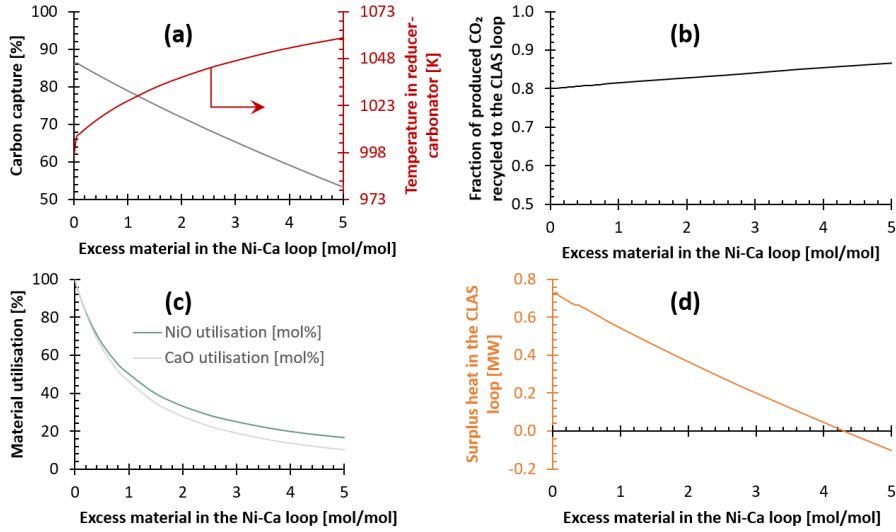 (a)
Carbon capture [%]
100
90
80
70
60
50
0 1 2 3 4 5
Excess material in the Ni-Ca loop [mol/mol]
1073
1048
1023
998
973
Temperature in reducer-
carbonator [K]
(b)
Fraction of produced CO₂
recycled to the CLAS loop
1.0
0.9
0.8
0.7
0.6
0.5
0 1 2 3 4 5
Excess material in the Ni-Ca loop [mol/mol]
(c)
Material utilisation [%]
100
80
60
40
20
0
NiO utilisation [mol%]
CaO utilisation [mol%]
0 1 2 3 4 5
Excess material in the Ni-Ca loop [mol/mol]
(d)
Surplus heat in the CLAS
loop [MW]
0.8
0.6
0.4
0.2
0.0
-0.2
0 1 2 3 4 5
Excess material in the Ni-Ca loop [mol/mol]